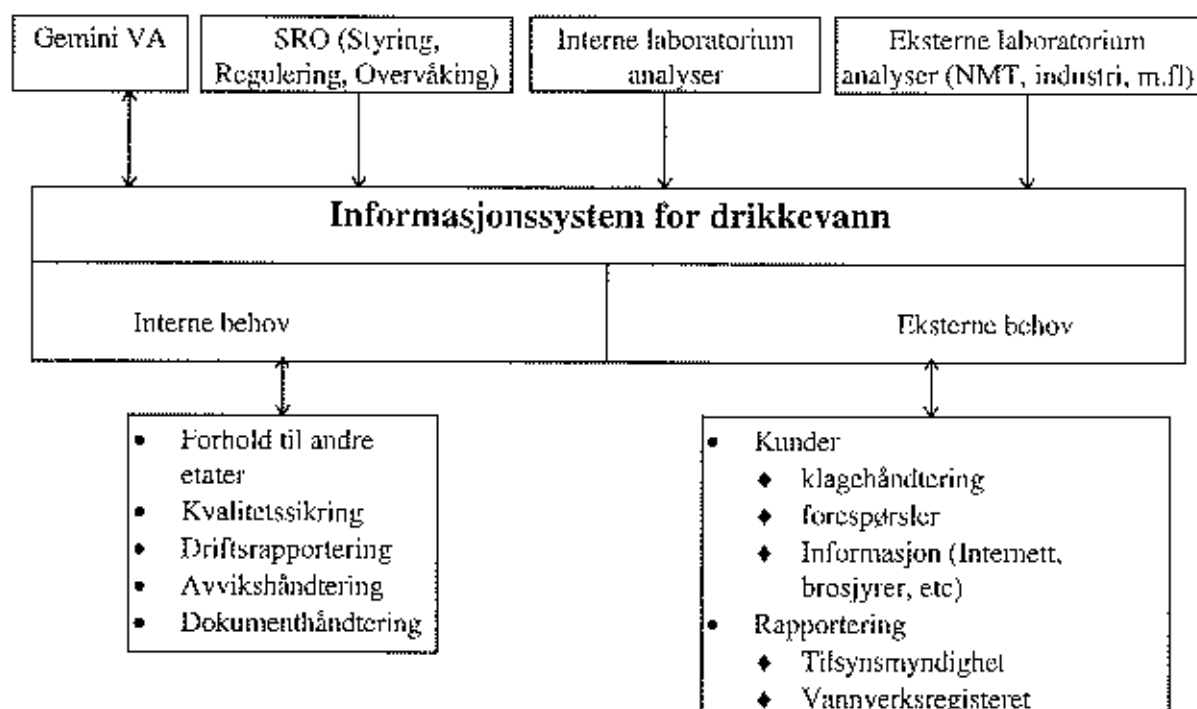 Gemini VA
SRO (Styring,
Regulering, Overvåking)
Interne laboratorium
analyser
Eksterne laboratorium
analyser (NMT, industri, m.fl)
Informasjonssystem for drikkevann
Interne behov
Eksterne behov
• Forhold til andre
etater
• Kvalitetssikring
• Driftsrapportering
• Avvikshåndtering
• Dokumenthåndtering
• Kunder
♦ klagehåndtering
♦ forespørsler
♦ Informasjon (Internett,
brosjyrer, etc)
• Rapportering
♦ Tilsynsmyndighet
♦ Vannverksregisteret